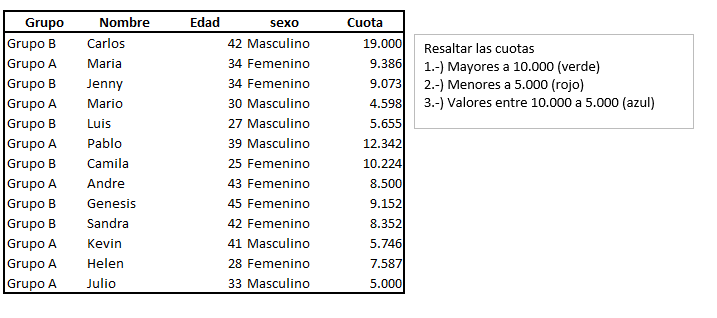 Grupo Nombre Edad sexo Cuota
Grupo B Carlos 42 Masculino 19.000
Grupo A Maria 34 Femenino 9.386
Grupo B Jenny 34 Femenino 9.073
Grupo A Mario 30 Masculino 4.598
Grupo B Luis 27 Masculino 5.655
Grupo A Pablo 39 Masculino 12.342
Grupo B Camila 25 Femenino 10.224
Grupo A Andre 43 Femenino 8.500
Grupo B Genesis 45 Femenino 9.152
Grupo B Sandra 42 Femenino 8.352
Grupo A Kevin 41 Masculino 5.746
Grupo A Helen 28 Femenino 7.587
Grupo A Julio 33 Masculino 5.000
Resaltar las cuotas
1.-) Mayores a 10.000 (verde)
2.-) Menores a 5.000 (rojo)
3.-) Valores entre 10.000 a 5.000 (azul)